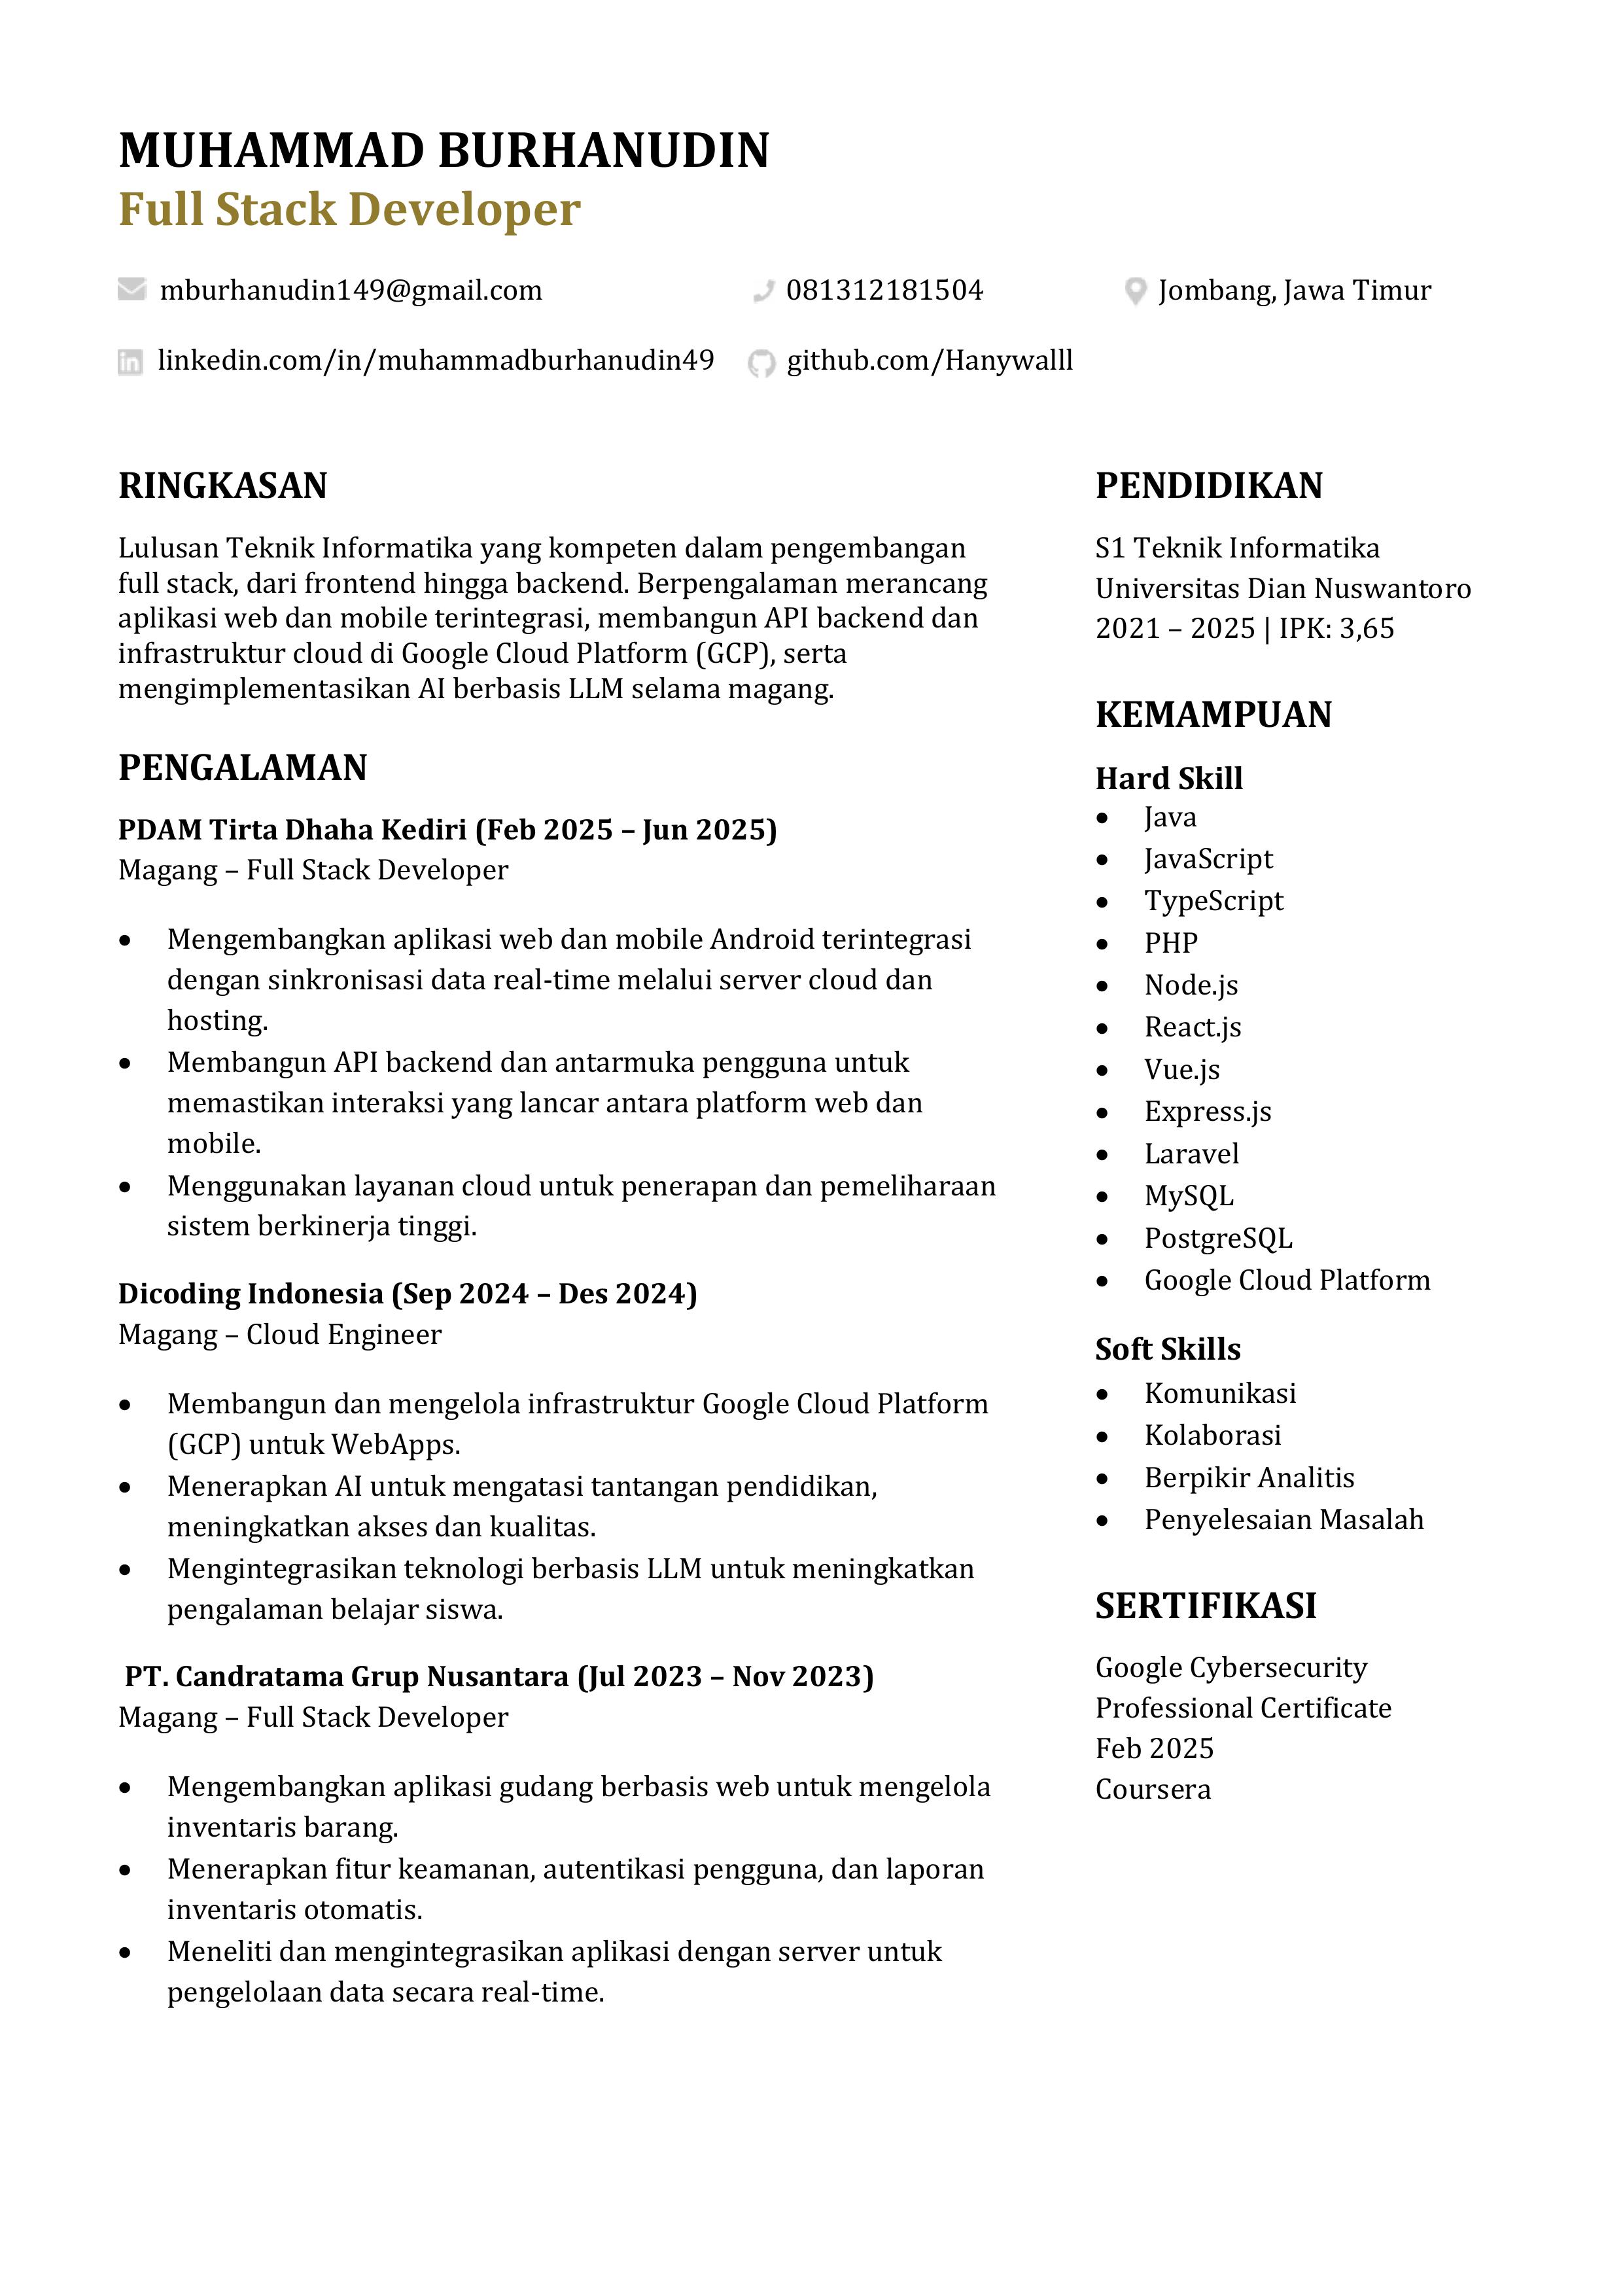 MUHAMMAD BURHANUDIN
Full Stack Developer
mburhanudin149@gmail.com
081312181504
Jombang, Jawa Timur
linkedin.com/in/muhammadburhanudin49
github.com/Hanywalll
RINGKASAN
Lulusan Teknik Informatika yang kompeten dalam pengembangan
full stack, dari frontend hingga backend. Berpengalaman merancang
aplikasi web dan mobile terintegrasi, membangun API backend dan
infrastruktur cloud di Google Cloud Platform (GCP), serta
mengimplementasikan AI berbasis LLM selama magang.
PENGALAMAN
PDAM Tirta Dhaha Kediri (Feb 2025 – Jun 2025)
Magang – Full Stack Developer
• Mengembangkan aplikasi web dan mobile Android terintegrasi
dengan sinkronisasi data real-time melalui server cloud dan
hosting.
• Membangun API backend dan antarmuka pengguna untuk
memastikan interaksi yang lancar antara platform web dan
mobile.
• Menggunakan layanan cloud untuk penerapan dan pemeliharaan
sistem berkinerja tinggi.
Dicoding Indonesia (Sep 2024 – Des 2024)
Magang – Cloud Engineer
• Membangun dan mengelola infrastruktur Google Cloud Platform
(GCP) untuk WebApps.
• Menerapkan AI untuk mengatasi tantangan pendidikan,
meningkatkan akses dan kualitas.
• Mengintegrasikan teknologi berbasis LLM untuk meningkatkan
pengalaman belajar siswa.
PT. Candratama Grup Nusantara (Jul 2023 – Nov 2023)
Magang – Full Stack Developer
• Mengembangkan aplikasi gudang berbasis web untuk mengelola
inventaris barang.
• Menerapkan fitur keamanan, autentikasi pengguna, dan laporan
inventaris otomatis.
• Meneliti dan mengintegrasikan aplikasi dengan server untuk
pengelolaan data secara real-time.
PENDIDIKAN
S1 Teknik Informatika
Universitas Dian Nuswantoro
2021 – 2025 | IPK: 3,65
KEMAMPUAN
Hard Skill
• Java
• JavaScript
• TypeScript
• PHP
• Node.js
• React.js
• Vue.js
• Express.js
• Laravel
• MySQL
• PostgreSQL
• Google Cloud Platform
Soft Skills
• Komunikasi
• Kolaborasi
• Berpikir Analitis
• Penyelesaian Masalah
SERTIFIKASI
Google Cybersecurity
Professional Certificate
Feb 2025
Coursera